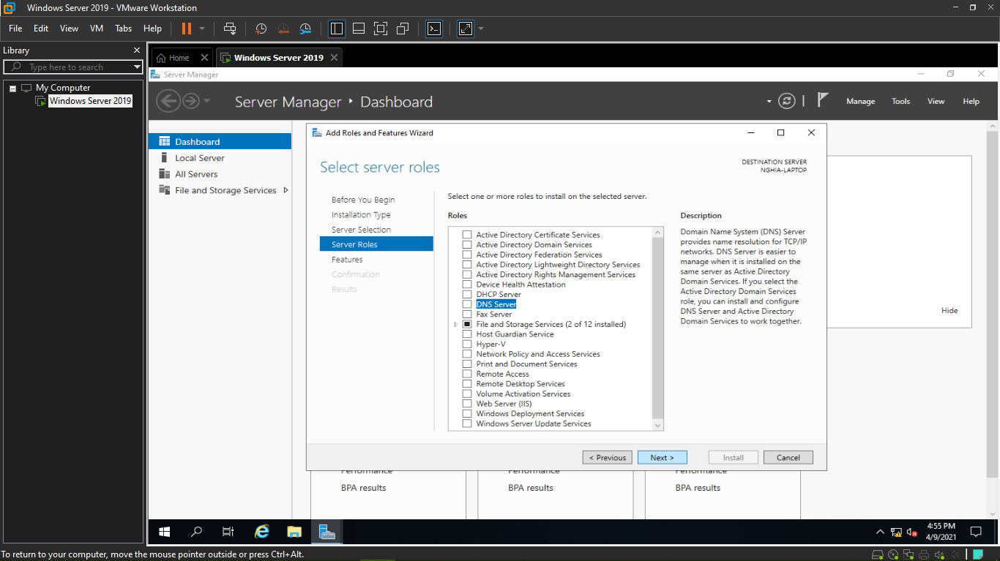 Windows Server 2019 - VMware Workstation
File Edit View VM Tabs Help
Library
Type here to search
My Computer
Windows Server 2019
Home
Windows Server 2019
Server Manager
Server Manager ‣ Dashboard
Manage Tools View Help
Dashboard
Local Server
All Servers
File and Storage Services
Add Roles and Features Wizard
Select server roles
DESTINATION SERVER
NGHIA-LAPTOP
Before You Begin
Installation Type
Server Selection
Server Roles
Features
Confirmation
Results
Select one or more roles to install on the selected server.
Roles
Active Directory Certificate Services
Active Directory Domain Services
Active Directory Federation Services
Active Directory Lightweight Directory Services
Active Directory Rights Management Services
Device Health Attestation
DHCP Server
DNS Server
Fax Server
File and Storage Services (2 of 12 installed)
Host Guardian Service
Hyper-V
Network Policy and Access Services
Print and Document Services
Remote Access
Remote Desktop Services
Volume Activation Services
Web Server (IIS)
Windows Deployment Services
Windows Server Update Services
Description
Domain Name System (DNS) Server
provides name resolution for TCP/IP
networks. DNS Server is easier to
manage when it is installed on the
same server as Active Directory
Domain Services. If you select the
Active Directory Domain Services
role, you can install and configure
DNS Server and Active Directory
Domain Services to work together.
Hide
< Previous Next > Install Cancel
Performance Performance Performance
BPA results BPA results BPA results
4:55 PM
4/9/2021
To return to your computer, move the mouse pointer outside or press Ctrl+Alt.